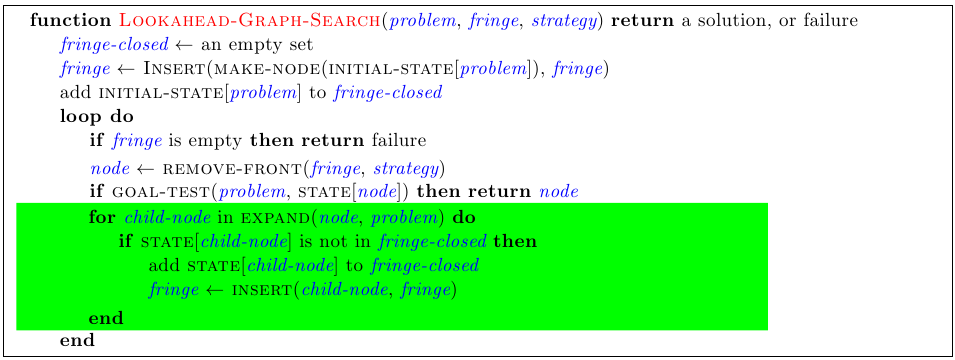 function Lookahead-Graph-Search(problem, fringe, strategy) return a solution, or failure
fringe-closed ← an empty set
fringe ← Insert(make-node(initial-state[problem]), fringe)
add initial-state[problem] to fringe-closed
loop do
if fringe is empty then return failure
node ← remove-front(fringe, strategy)
if goal-test(problem, state[node]) then return node
for child-node in expand(node, problem) do
if state[child-node] is not in fringe-closed then
add state[child-node] to fringe-closed
fringe ← insert(child-node, fringe)
end
end